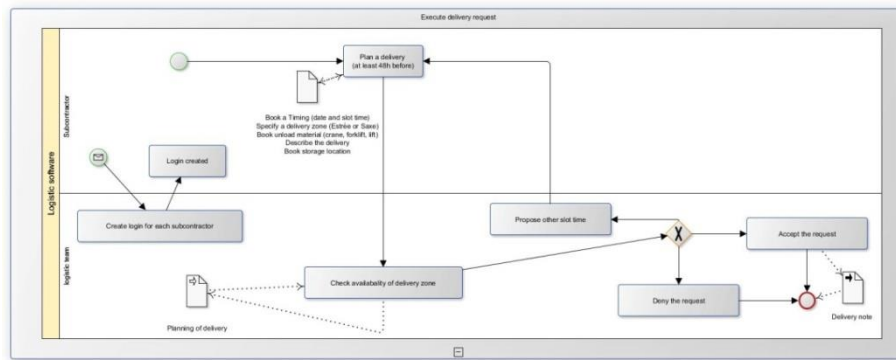 Execute delivery request
Logistic software
Subcontractor
Plan a delivery
(at least 48h before)
Book a Timing (date and slot time)
Specify a delivery zone (Estrée or Saxe)
Book unload material (crane, forklift, lift)
Describe the delivery
Book storage location
Login created
logistic team
Create login for each subcontractor
Propose other slot time
X
Accept the request
Check availability of delivery zone
Deny the request
Planning of delivery
Delivery note